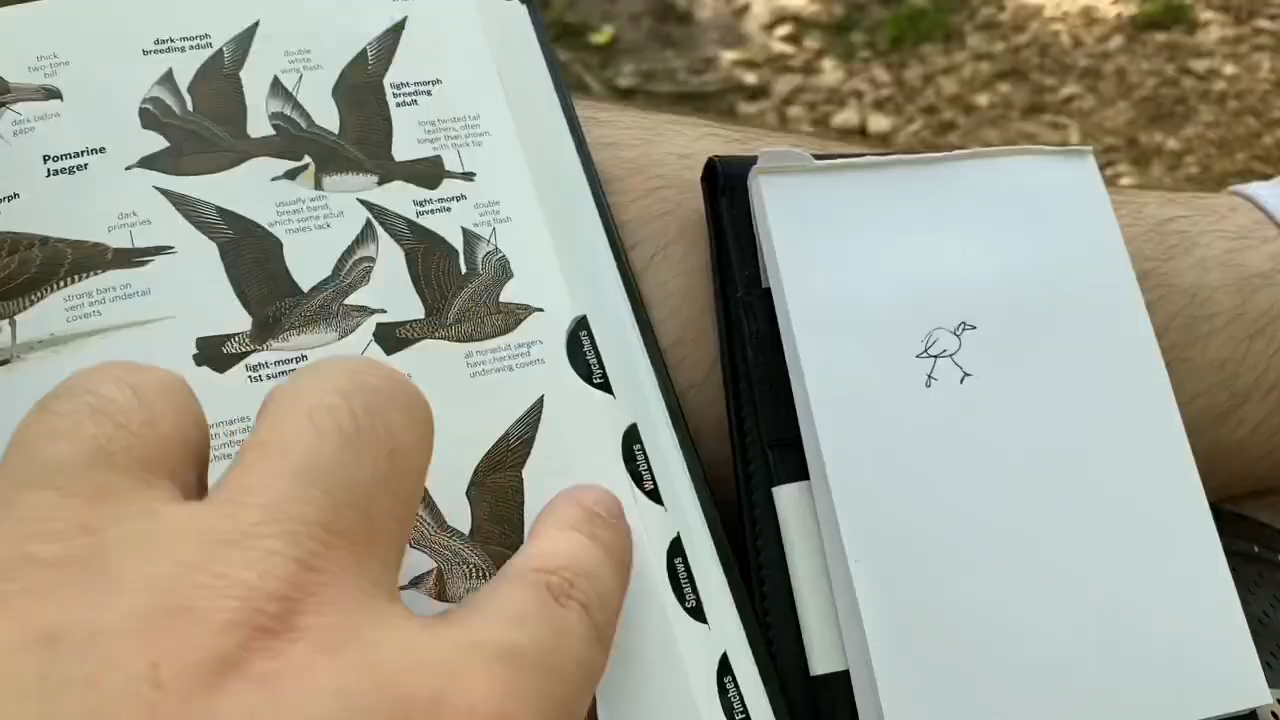 thick
two-tone
bill
dark below
gape
Pomarine
Jaeger
dark-morph
breeding adult
double
white
wing flash
light-morph
breeding
adult
long twisted tail
feathers, often
longer than shown,
with thick tip
dark
primaries
strong bars on
vent and undertail
coverts
usually with
breast band,
which some adult
males lack
light-morph
juvenile
double
white
wing flash
light-morph
1st summ
all nonadult jaegers
have checkered
underwing coverts
primaries
Flycatchers
Warblers
Sparrows
Finches